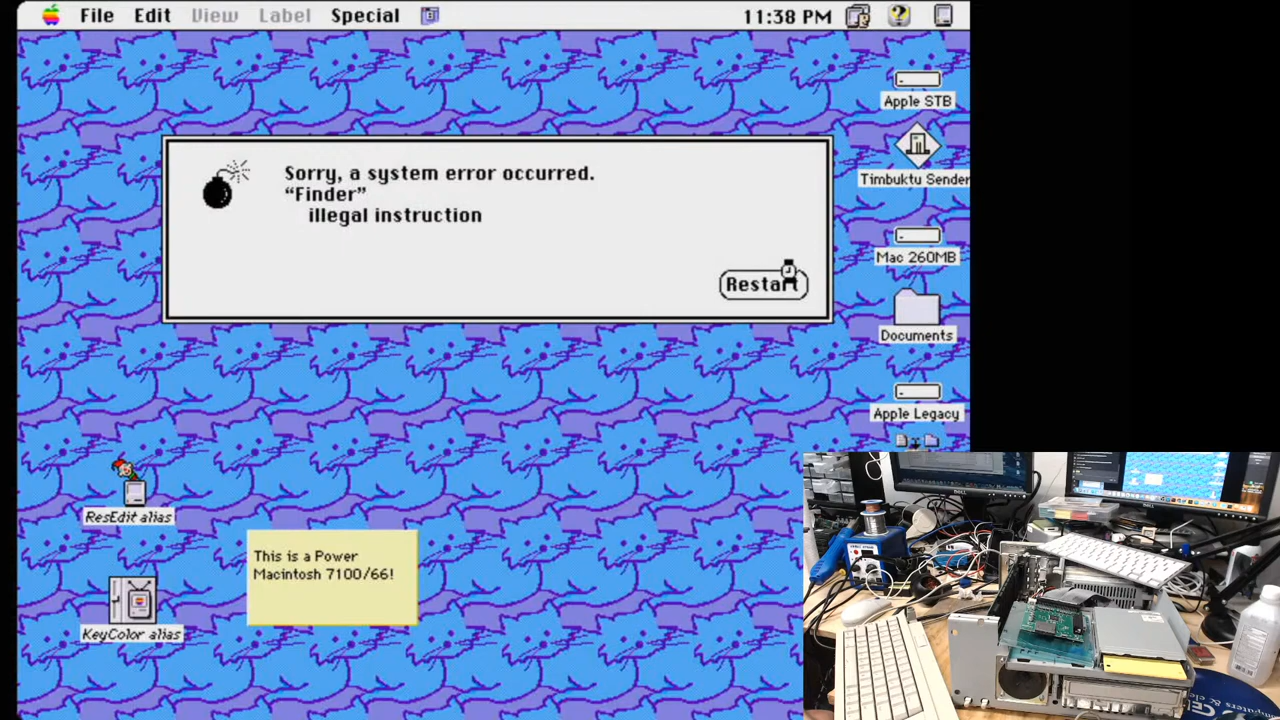 File Edit View Label Special 11:38 PM
Apple STB
Sorry, a system error occurred.
“Finder”
illegal instruction
Timbuktu Sender
Restart
Mac 260MB
Documents
Apple Legacy
ResEdit alias
This is a Power
Macintosh 7100/66!
KeyColor alias
DELL